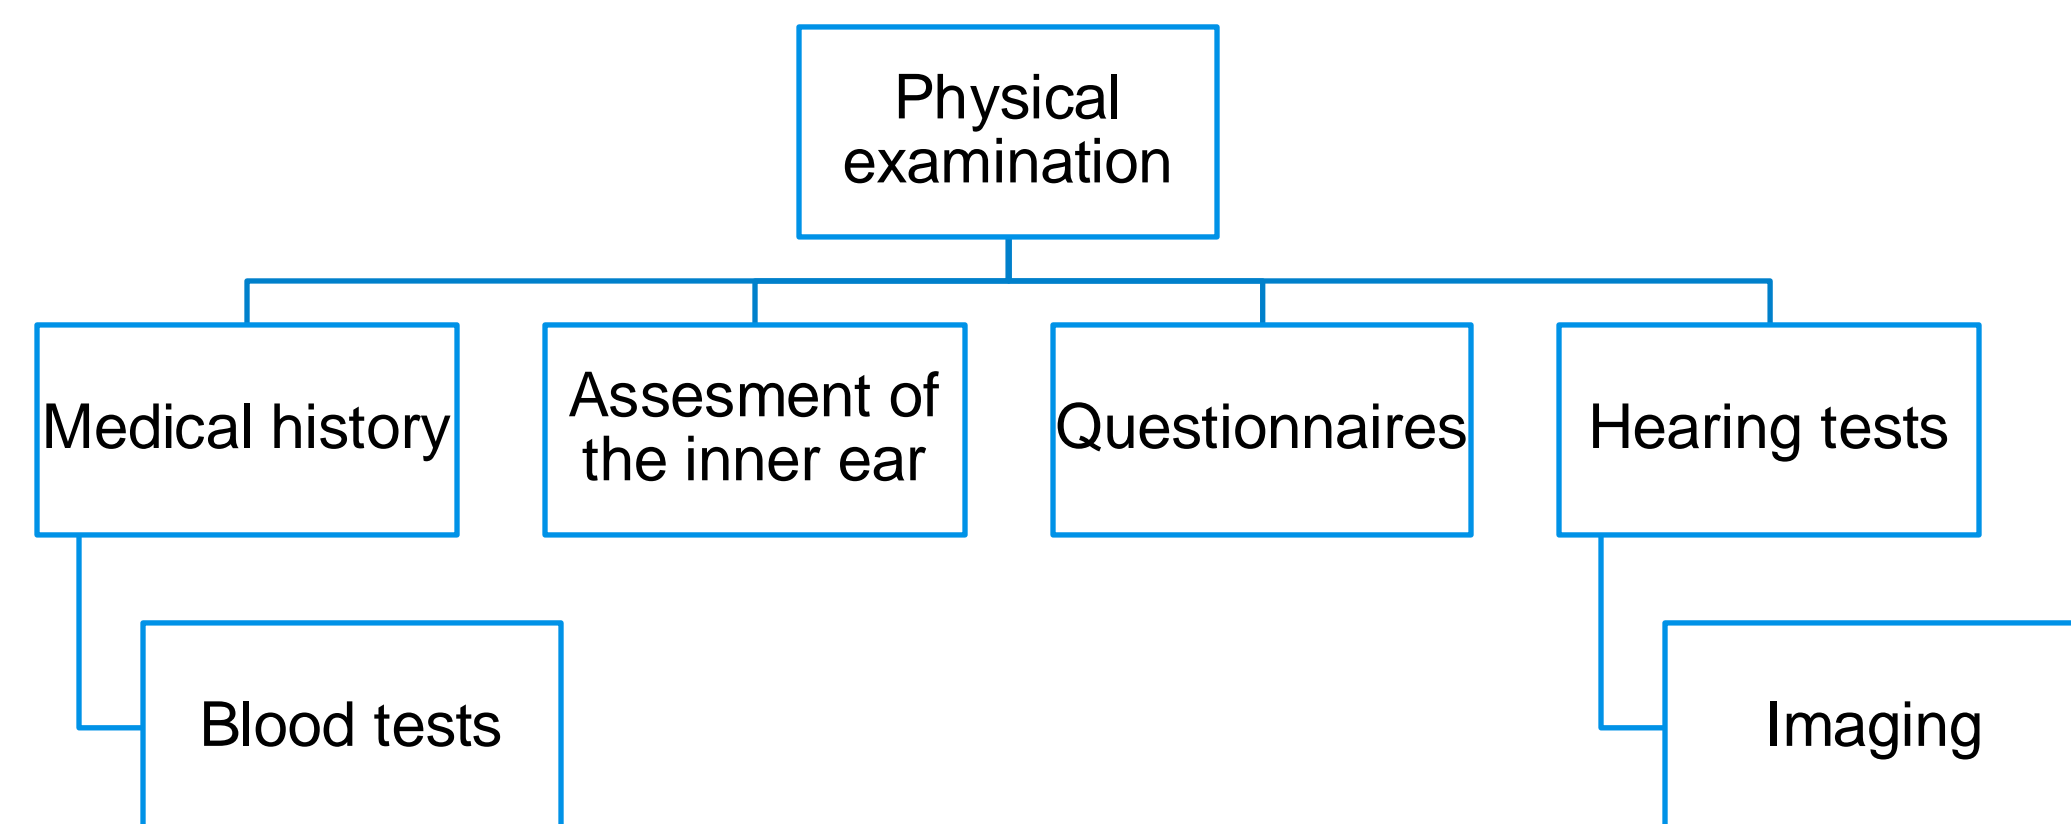 Physical
examination
Medical history
Assesment of
the inner ear
Questionnaires
Hearing tests
Blood tests
Imaging